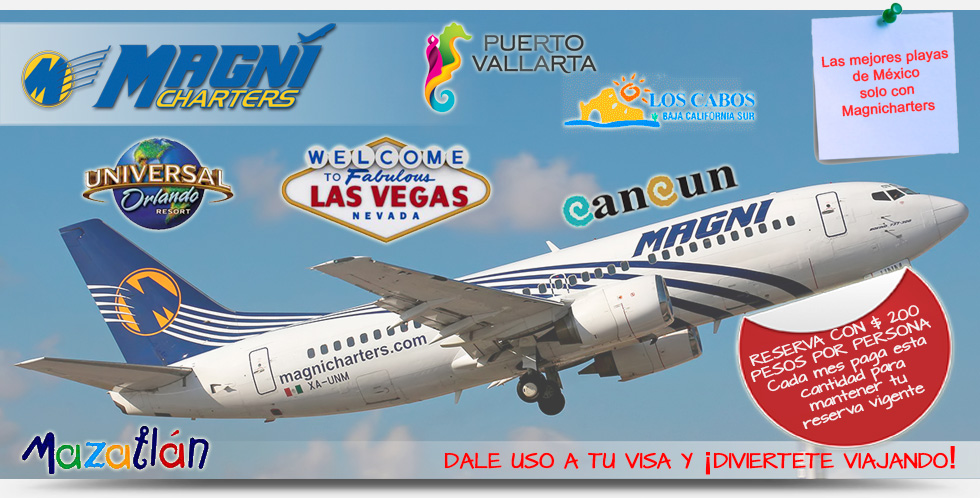 MAGNÍ
CHARTERS
PUERTO
VALLARTA
LOS CABOS
BAJA CALIFORNIA SUR
Las mejores playas
de México
solo con
Magnicharters
UNIVERSAL
Orlando
RESORT
WELCOME
TO Fabulous
LAS VEGAS
NEVADA
cancun
MAGNI
magnicharters.com
XA-UNM
RESERVA CON $ 200
PESOS POR PERSONA
Cada mes paga esta
cantidad para
mantener tu
reserva vigente
Mazatlán
DALE USO A TU VISA Y ¡DIVIERTETE VIAJANDO!